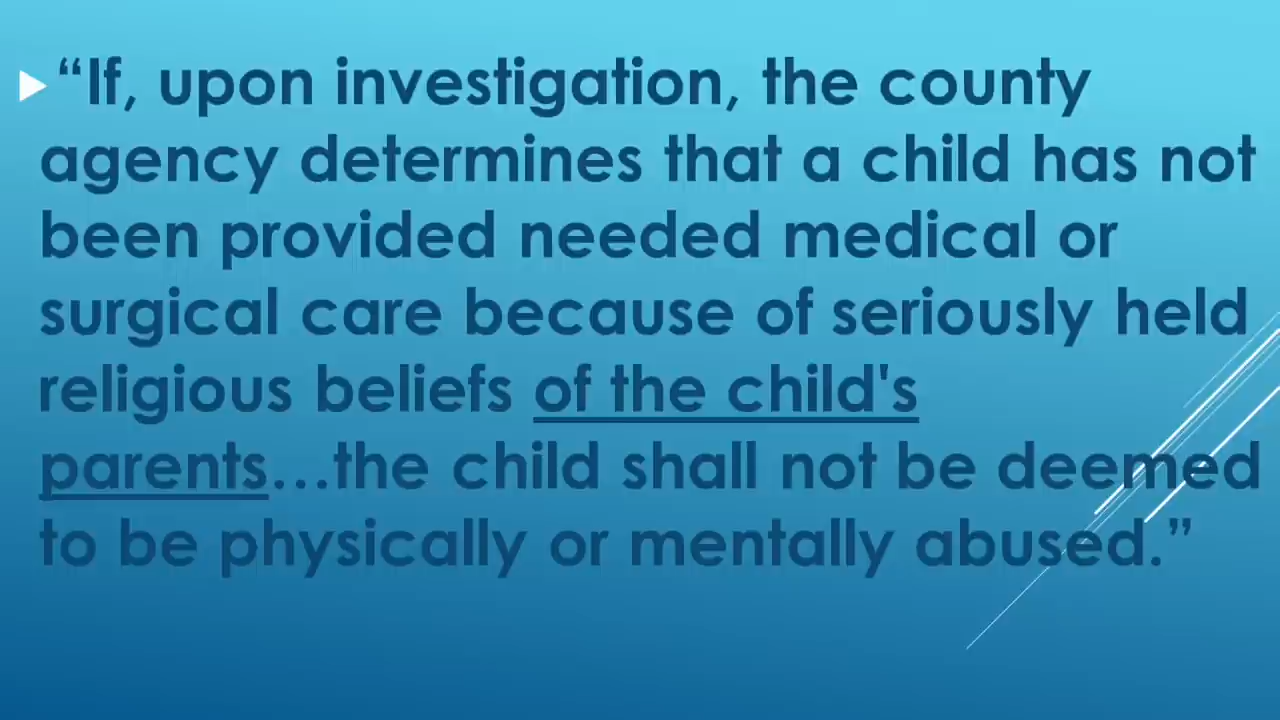 “If, upon investigation, the county
agency determines that a child has not
been provided needed medical or
surgical care because of seriously held
religious beliefs of the child's
parents…the child shall not be deemed
to be physically or mentally abused.”